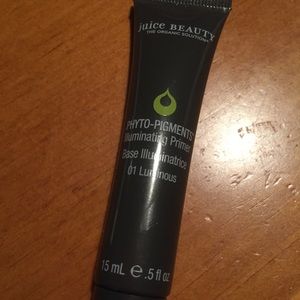 juice BEAUTY
THE ORGANIC SOLUTION
PHYTO-PIGMENTS
Illuminating Primer
Base Illuminatrice
01 Luminous
15 mL e .5 fl oz